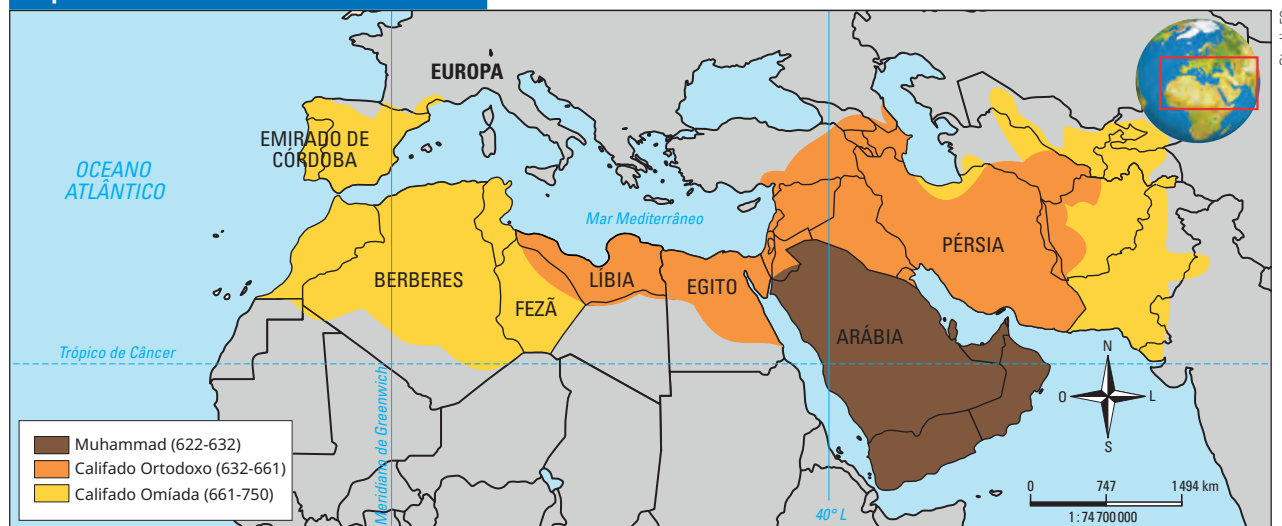 EUROPA
EMIRADO DE
CÓRDOBA
OCEANO
ATLÂNTICO
Mar Mediterrâneo
PÉRSIA
BERBERES
LÍBIA
EGITO
FEZÃ
ARÁBIA
Trópico de Câncer
Meridiano de Greenwich
40° L
N
O
L
S
Muhammad (622-632)
Califado Ortodoxo (632-661)
Califado Omíada (661-750)
0 747 1 494 km
1 : 74 700 000